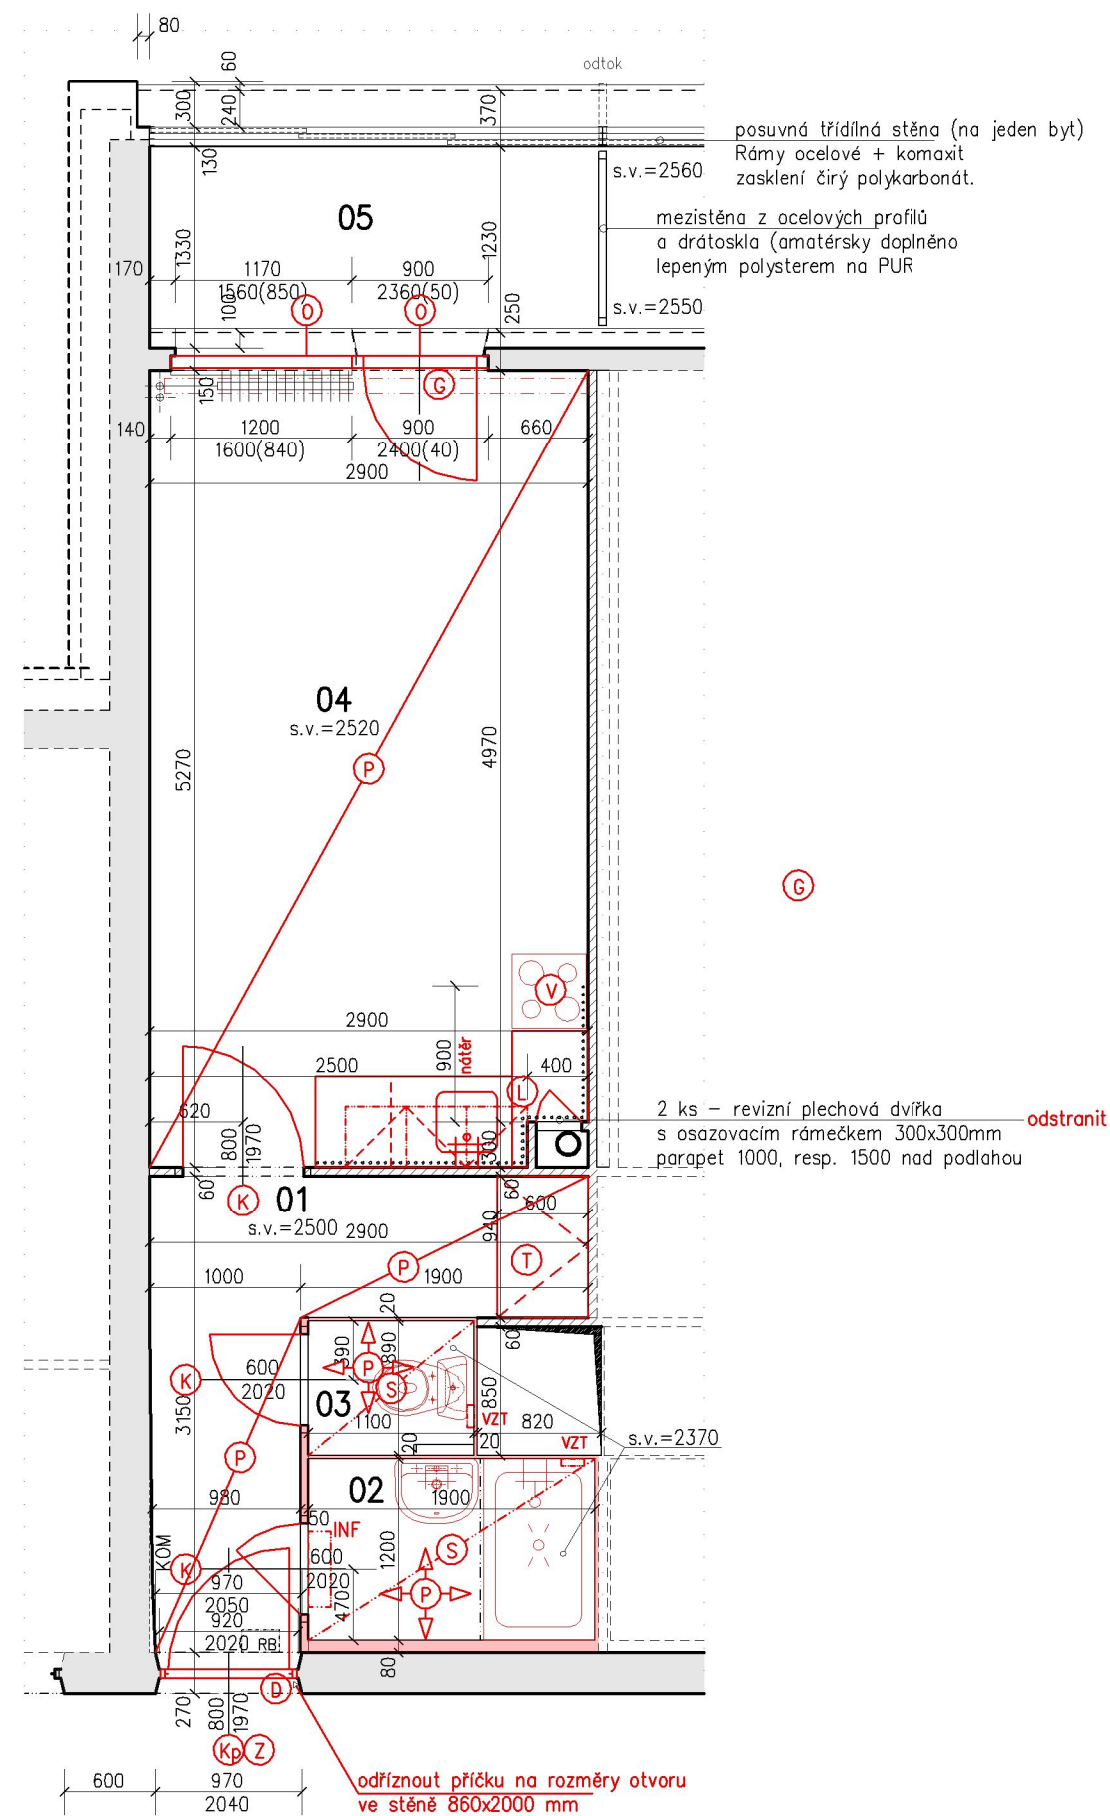 80
60
odtok
300
240
370
posuvná třídílná stěna (na jeden byt)
Rámy ocelové + komaxit
zasklení čirý polykarbonát.
130
s.v.=2560
05
mezistěna z ocelových profilů
a drátoskla (amatérsky doplněno
lepeným polysterem na PUR
1330
1230
170
1170
900
1560(850)
2360(50)
100
250
s.v.=2550
O
O
G
150
140
1200
900
660
1600(840)
2400(40)
2900
04
s.v.=2520
5270
4970
P
G
V
2900
900
nátěr
2500
400
L
620
800
1970
300
2 ks – revizní plechová dvířka
odstranit
s osazovacím rámečkem 300x300mm
parapet 1000, resp. 1500 nad podlahou
60
K
01
60
600
s.v.=2500
2900
940
P
T
1000
1900
20
60
390
890
600
2020
K
P
S
03
850
3150
1100
VZT
820
20
20
VZT
s.v.=2370
P
02
980
1900
50
INF
KOM
K
600
2020
1200
S
970
2050
470
P
920
2020
RB
80
D
270
800
1970
Kp
Z
600
970
2040
odříznout příčku na rozměry otvoru
ve stěně 860x2000 mm